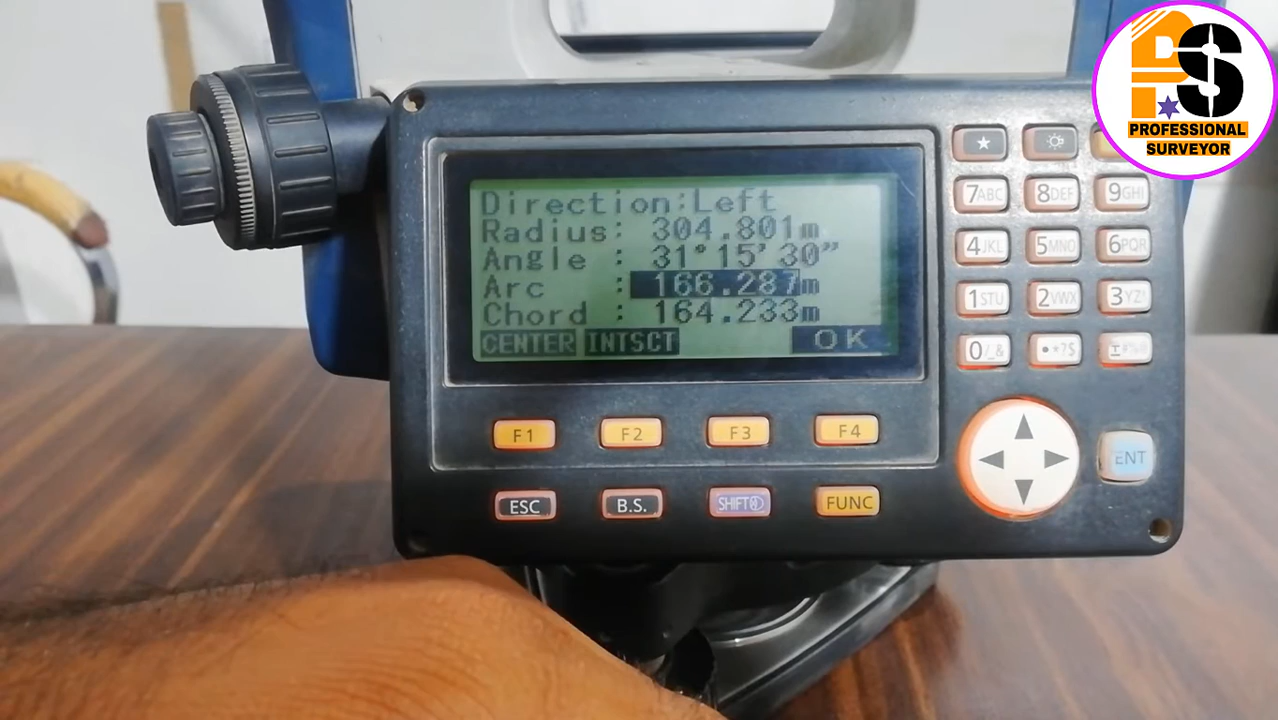 PS
PROFESSIONAL
SURVEYOR
Direction:Left
Radius: 304.801m
Angle : 31°15'30"
Arc : 166.287m
Chord : 164.233m
CENTER INTSCT OK
★
7ABC 8DEF 9GHI
4JKL 5MNO 6PQR
1STU 2VWX 3YZ!
0/_& •*?$
F1 F2 F3 F4
ENT
ESC B.S. SHIFT FUNC